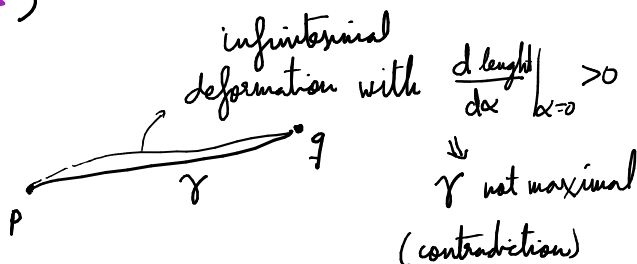 )
infinitesimal
deformation with d lenght / dα |α=0 >0
⇓
γ not maximal
(contradiction)
p γ q